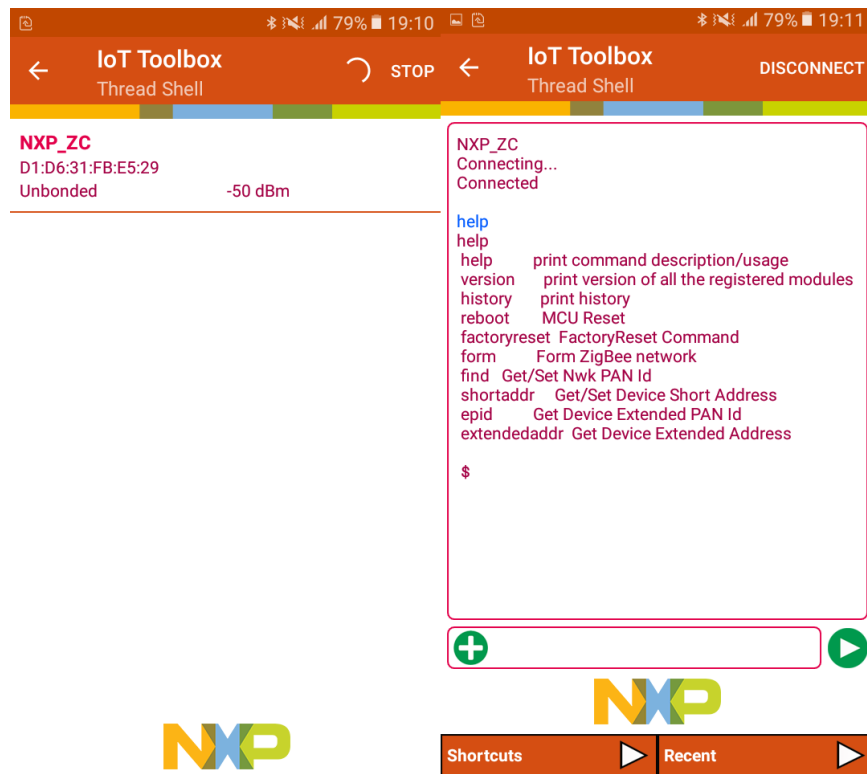 79% 19:10
IoT Toolbox
Thread Shell
STOP
NXP_ZC
D1:D6:31:FB:E5:29
Unbonded -50 dBm
NXP
79% 19:11
IoT Toolbox
Thread Shell
DISCONNECT
NXP_ZC
Connecting...
Connected
help
help
help print command description/usage
version print version of all the registered modules
history print history
reboot MCU Reset
factoryreset FactoryReset Command
form Form ZigBee network
find Get/Set Nwk PAN Id
shortaddr Get/Set Device Short Address
epid Get Device Extended PAN Id
extendedaddr Get Device Extended Address
$
NXP
Shortcuts
Recent